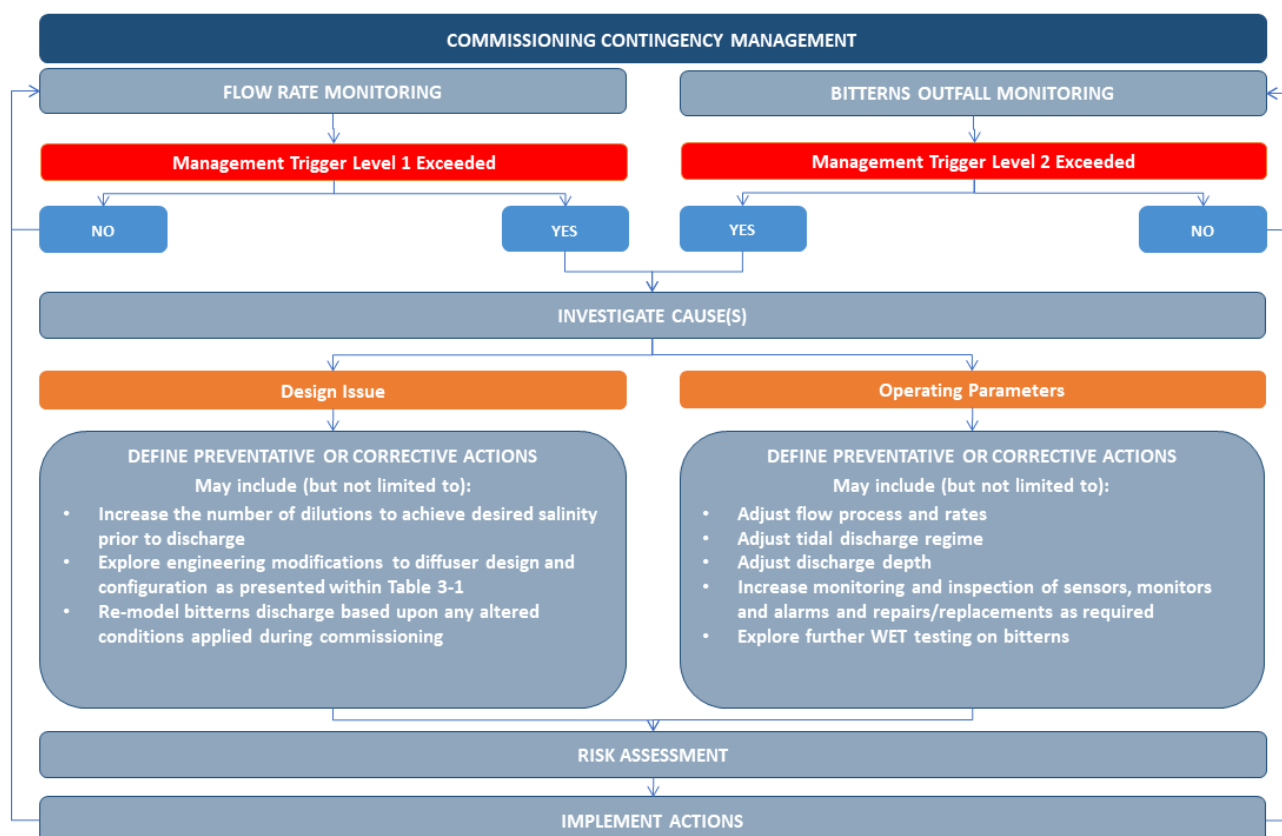 COMMISSIONING CONTINGENCY MANAGEMENT
FLOW RATE MONITORING
BITTERNS OUTFALL MONITORING
Management Trigger Level 1 Exceeded
Management Trigger Level 2 Exceeded
NO
YES
YES
NO
INVESTIGATE CAUSE(S)
Design Issue
Operating Parameters
DEFINE PREVENTATIVE OR CORRECTIVE ACTIONS
May include (but not limited to):
• Increase the number of dilutions to achieve desired salinity
prior to discharge
• Explore engineering modifications to diffuser design and
configuration as presented within Table 3-1
• Re-model bitterns discharge based upon any altered
conditions applied during commissioning
DEFINE PREVENTATIVE OR CORRECTIVE ACTIONS
May include (but not limited to):
• Adjust flow process and rates
• Adjust tidal discharge regime
• Adjust discharge depth
• Increase monitoring and inspection of sensors, monitors
and alarms and repairs/replacements as required
• Explore further WET testing on bitterns
RISK ASSESSMENT
IMPLEMENT ACTIONS